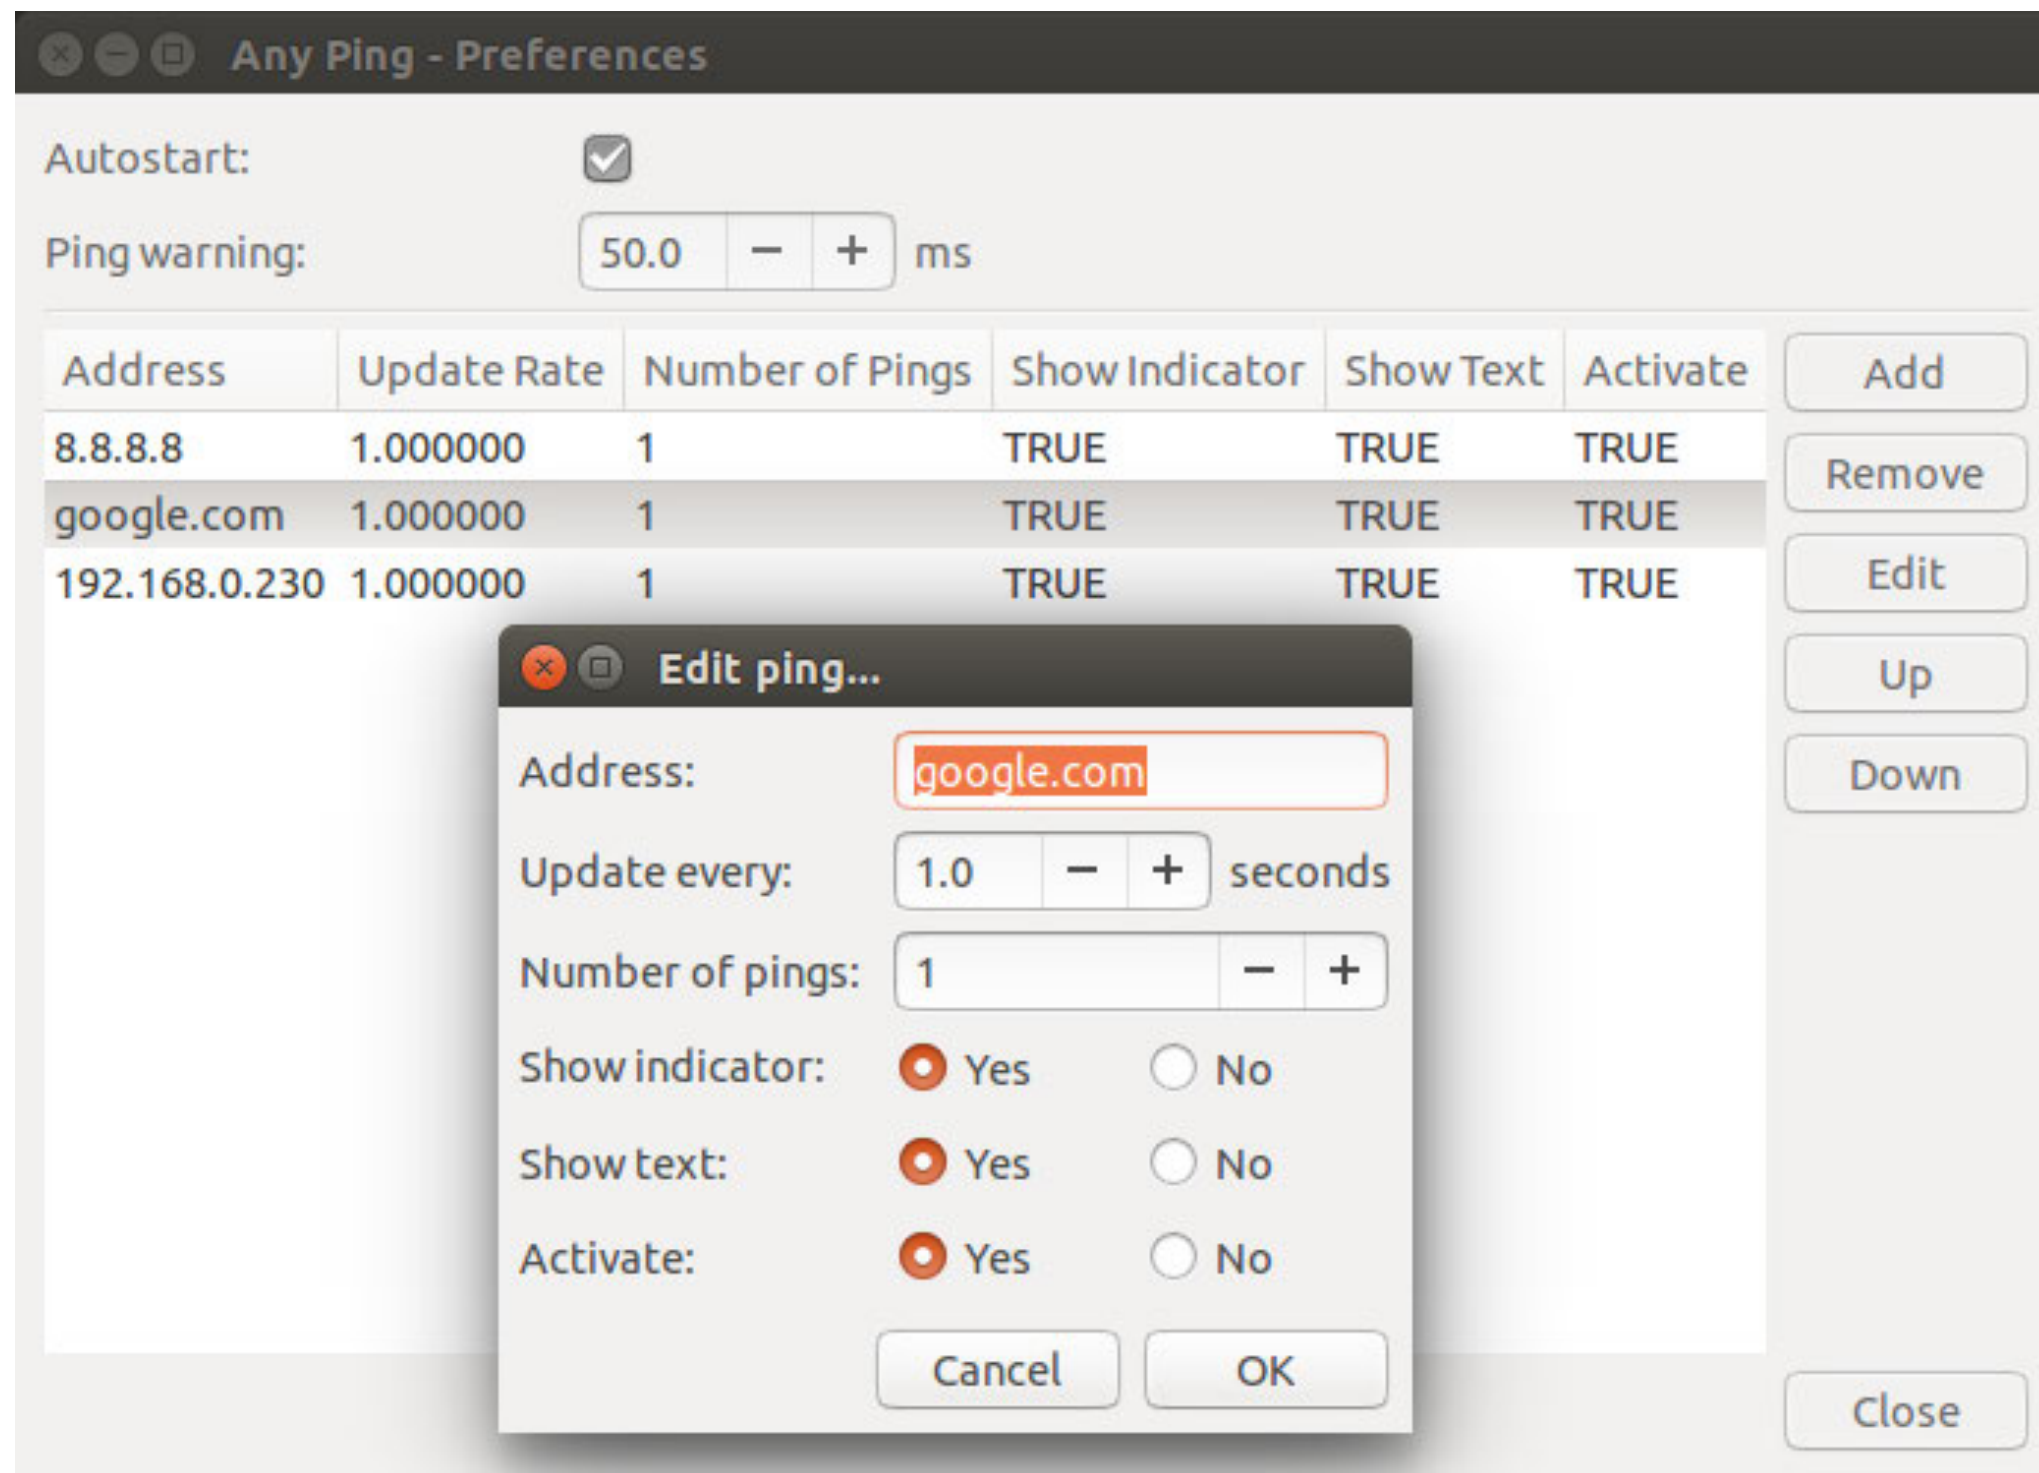 Any Ping - Preferences
Autostart:
Ping warning: 50.0 − + ms
Address Update Rate Number of Pings Show Indicator Show Text Activate Add
8.8.8.8 1.000000 1 TRUE TRUE TRUE
Remove
google.com 1.000000 1 TRUE TRUE TRUE
192.168.0.230 1.000000 1 TRUE TRUE TRUE
Edit
Up
Down
Edit ping...
Address: google.com
Update every: 1.0 − + seconds
Number of pings: 1 − +
Show indicator: Yes No
Show text: Yes No
Activate: Yes No
Cancel OK
Close